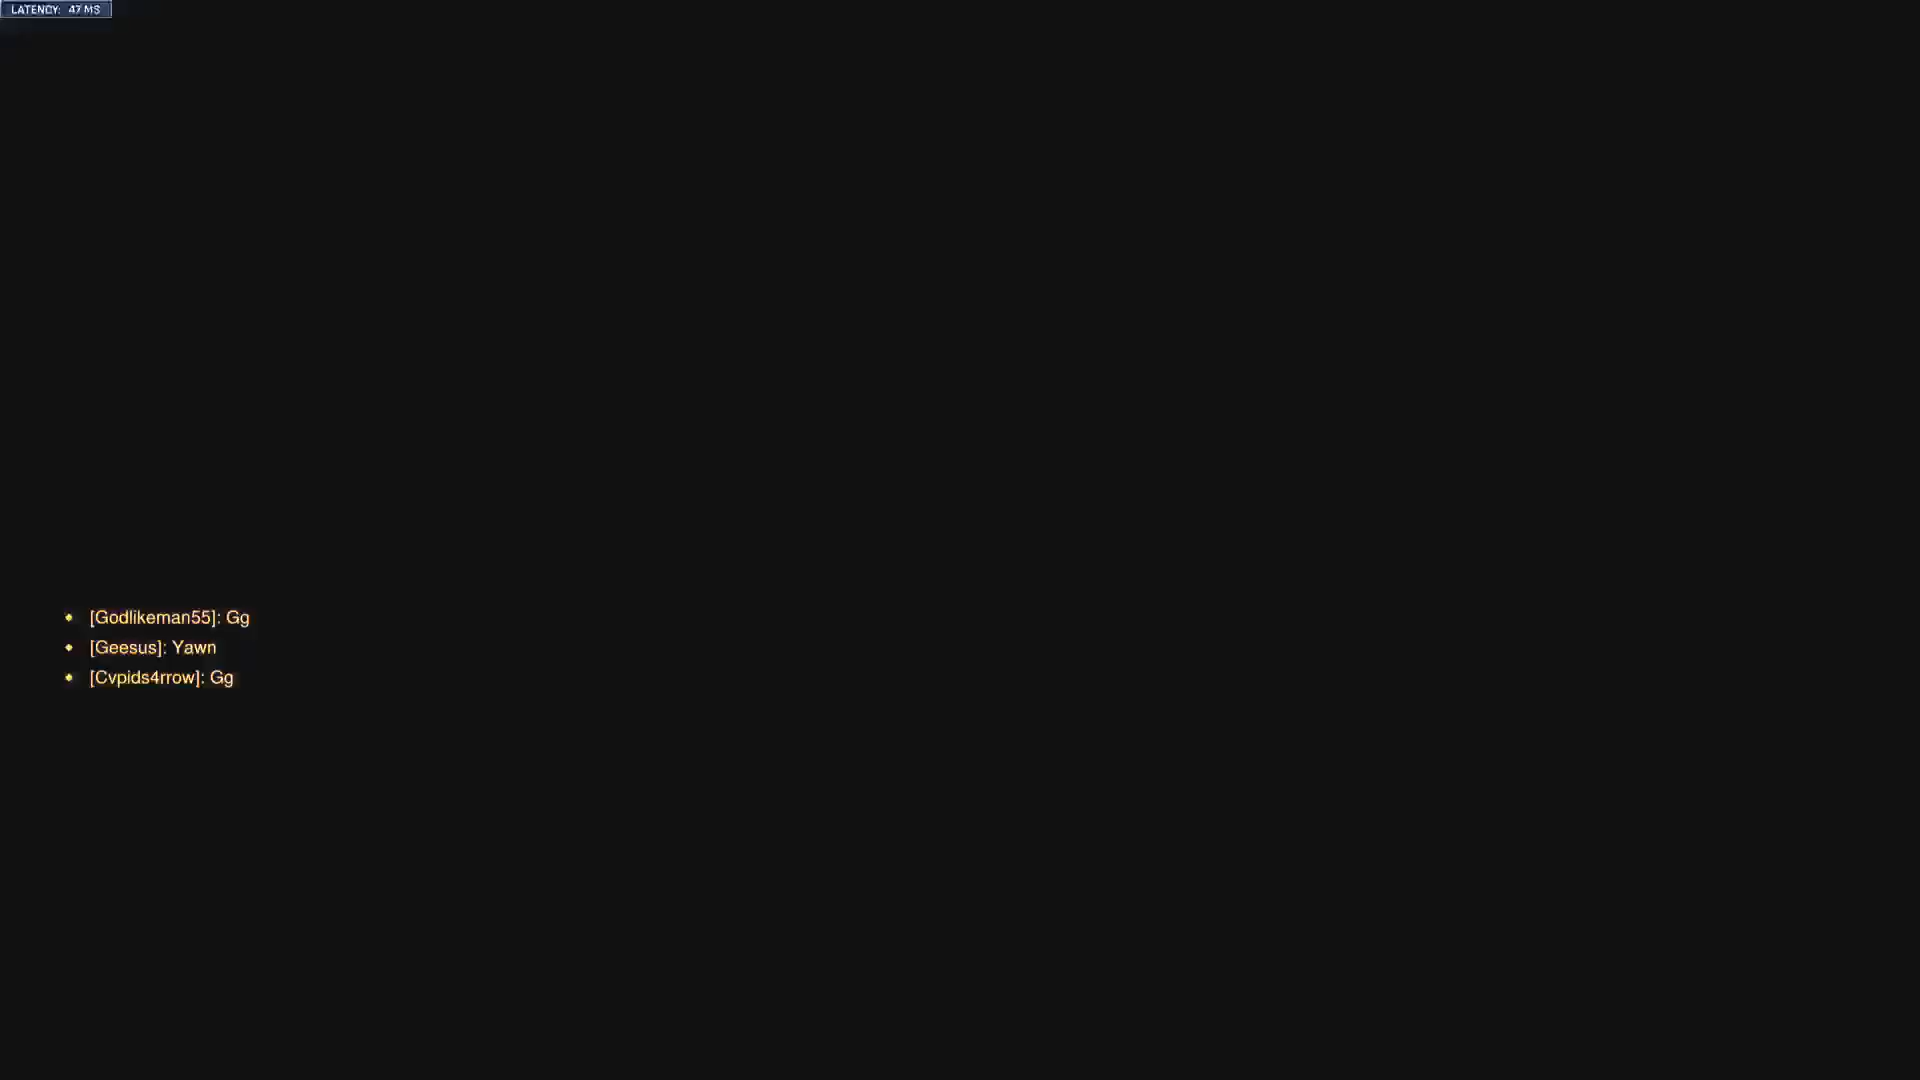 LATENCY: 47 MS
[Godlikeman55]: Gg
[Geesus]: Yawn
[Cvpids4rrow]: Gg